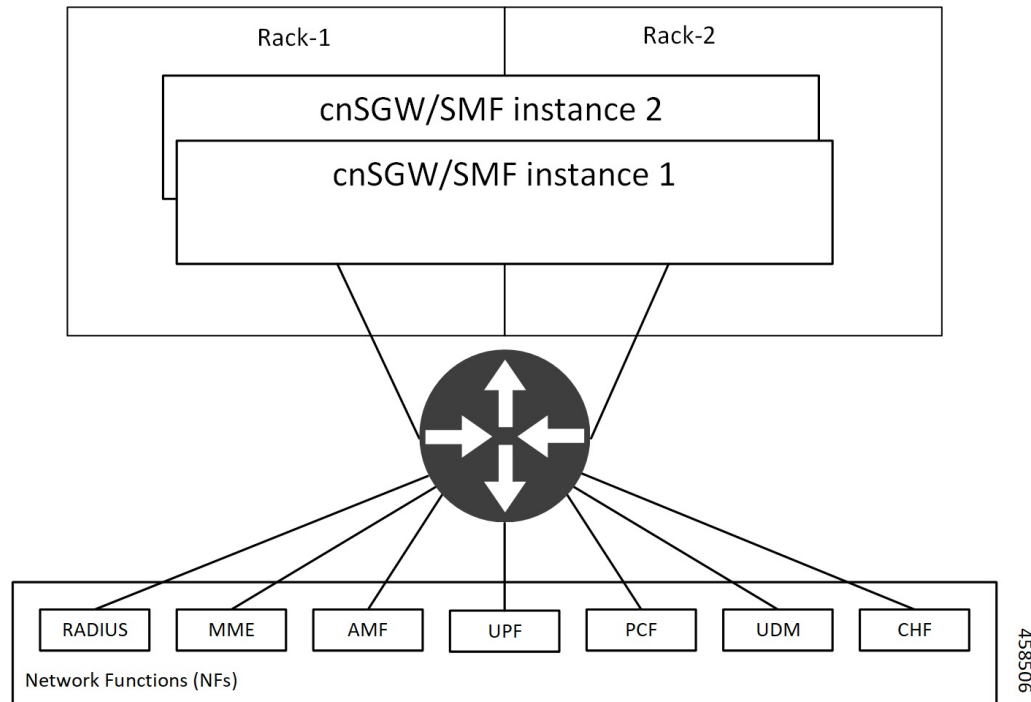 Rack-1
Rack-2
cnSGW/SMF instance 2
cnSGW/SMF instance 1
RADIUS
MME
AMF
UPF
PCF
UDM
CHF
Network Functions (NFs)
458506